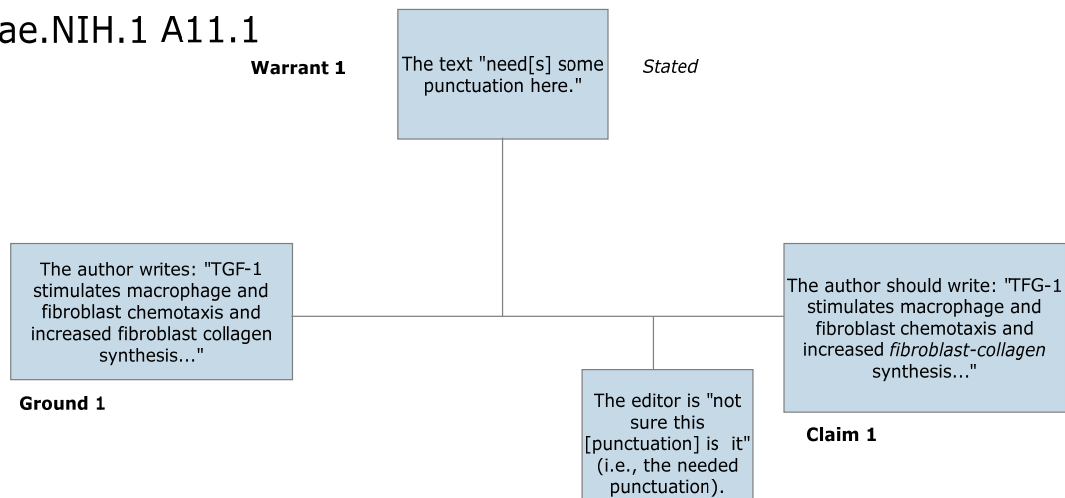 ae.NIH.1 A11.1
Warrant 1
The text "need[s] some
punctuation here."
Stated
The author writes: "TGF-1
stimulates macrophage and
fibroblast chemotaxis and
increased fibroblast collagen
synthesis..."
Ground 1
The author should write: "TFG-1
stimulates macrophage and
fibroblast chemotaxis and
increased fibroblast-collagen
synthesis..."
Claim 1
The editor is "not
sure this
[punctuation] is it"
(i.e., the needed
punctuation).